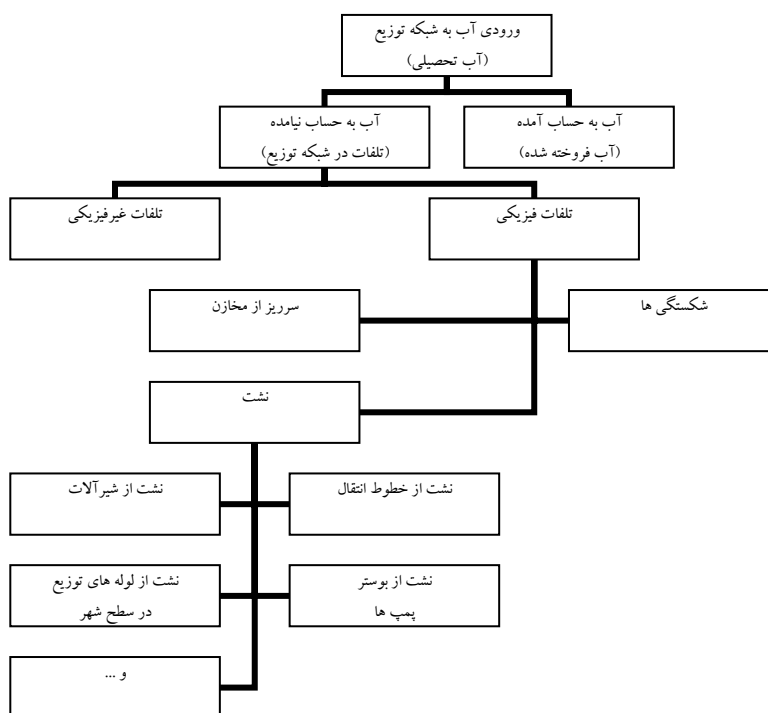 ورودی آب به شبکه توزیع
(آب تحصیلی)
آب به حساب آمده
(آب فروخته شده)
آب به حساب نیامده
(تلفات در شبکه توزیع)
تلفات فیزیکی
تلفات غیرفیزیکی
شکستگی ها
سرریز از مخازن
نشت
نشت از خطوط انتقال
نشت از شیرآلات
نشت از بوستر
پمپ ها
نشت از لوله های توزیع
در سطح شهر
و ...